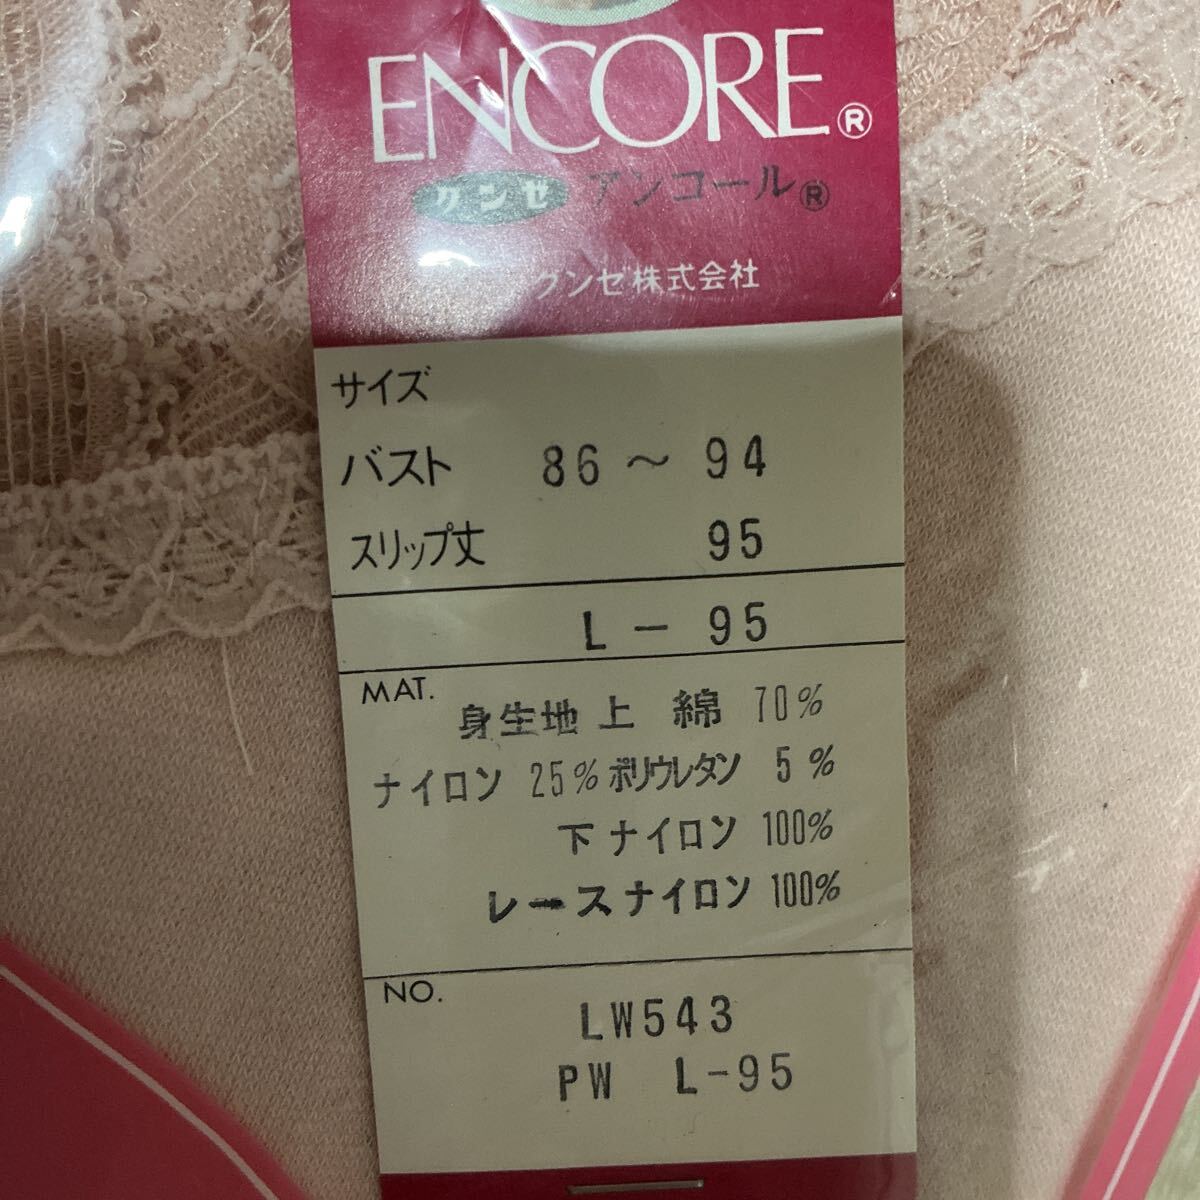 ENCORE®
グンゼ アンコール®
グンゼ株式会社
サイズ
バスト 86～94
スリップ丈 95
L－95
MAT.
身生地上 綿 70%
ナイロン 25% ポリウレタン 5%
下ナイロン 100%
レースナイロン 100%
NO.
LW543
PW L-95